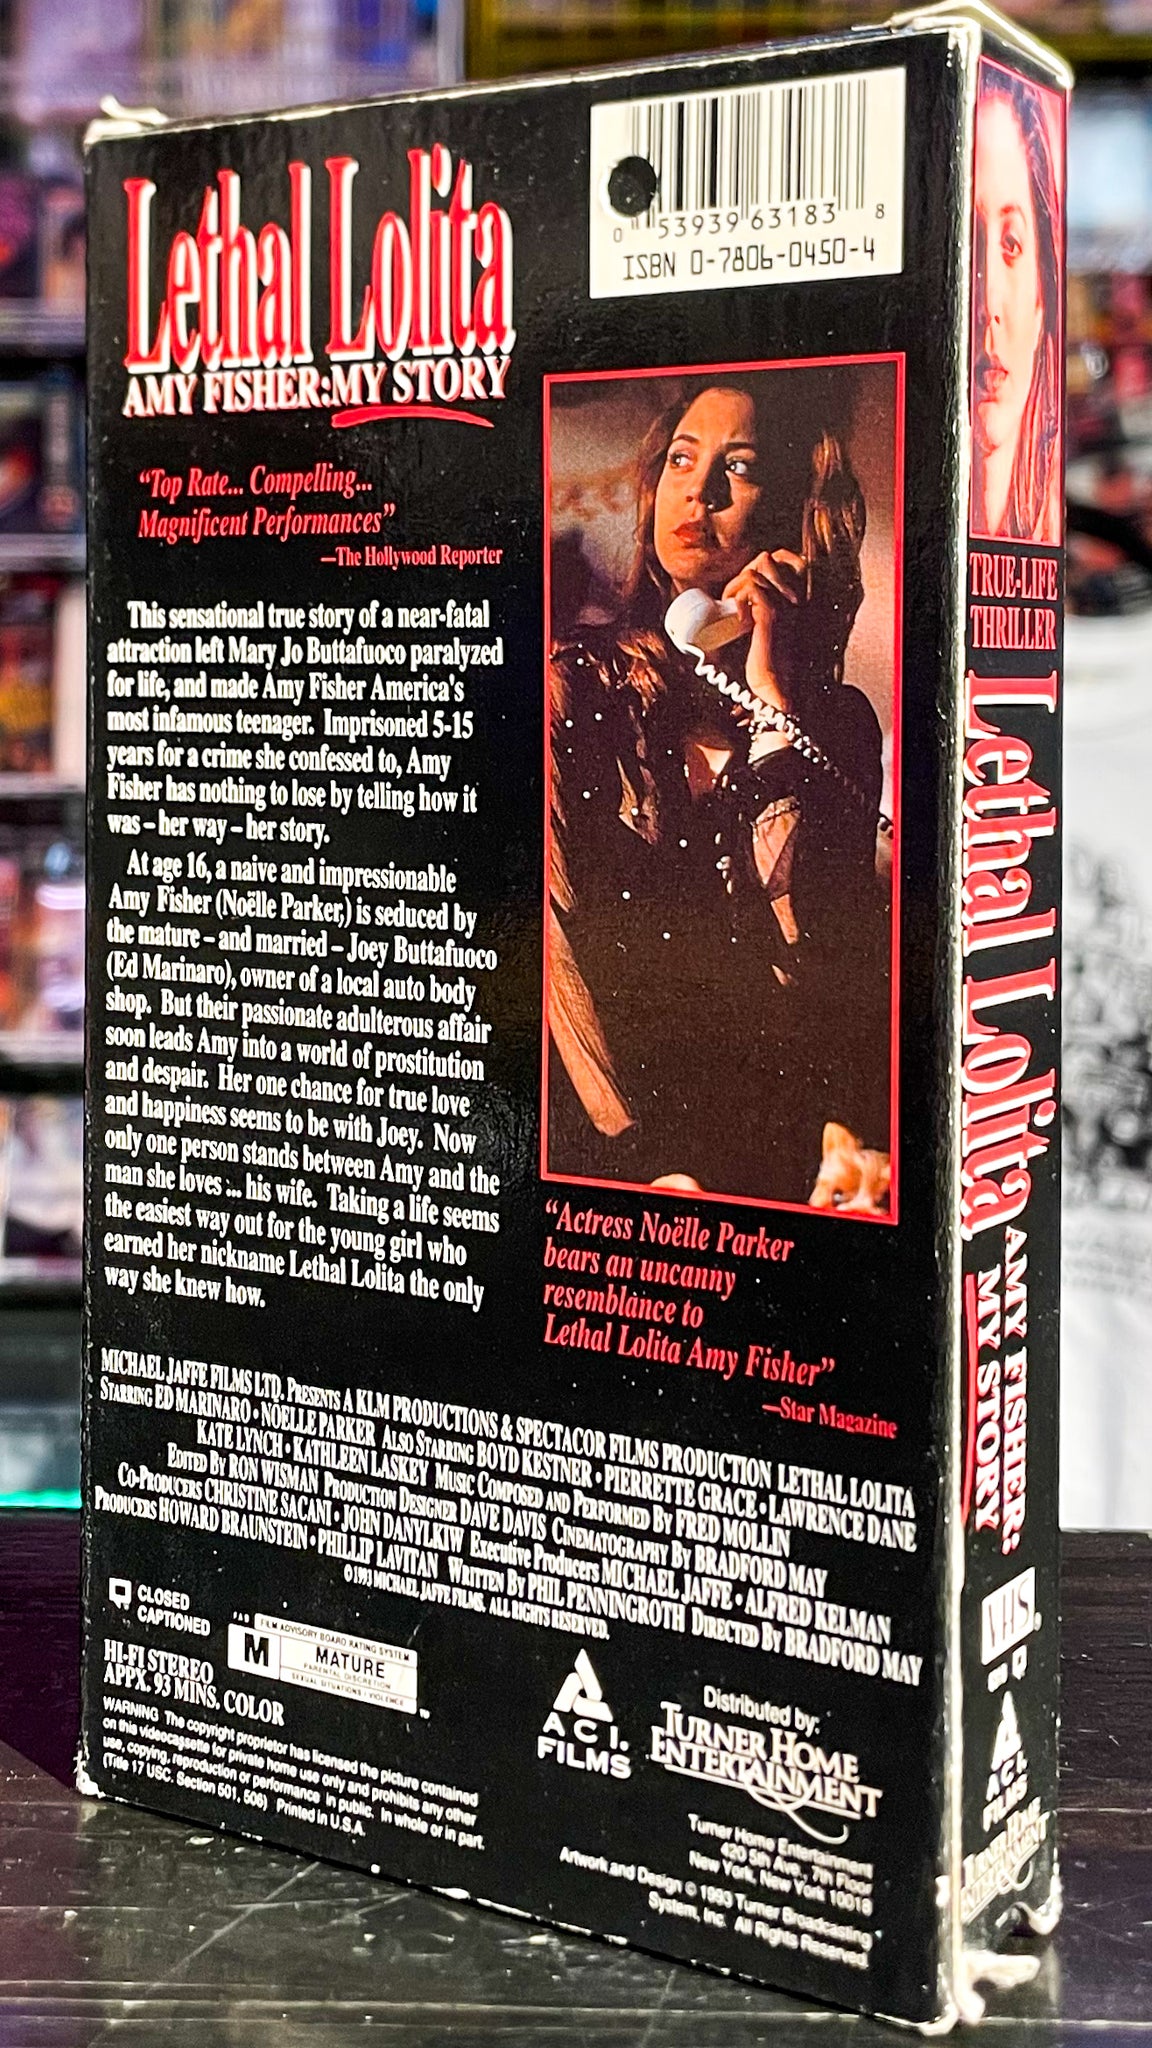 Lethal Lolita
AMY FISHER:MY STORY
0 53939 63183 8
ISBN 0-7806-0450-4
“Top Rate... Compelling...
Magnificent Performances”
—The Hollywood Reporter
This sensational true story of a near-fatal
attraction left Mary Jo Buttafuoco paralyzed
for life, and made Amy Fisher America's
most infamous teenager. Imprisoned 5-15
years for a crime she confessed to, Amy
Fisher has nothing to lose by telling how it
was – her way – her story.
At age 16, a naive and impressionable
Amy Fisher (Noëlle Parker,) is seduced by
the mature – and married – Joey Buttafuoco
(Ed Marinaro), owner of a local auto body
shop. But their passionate adulterous affair
soon leads Amy into a world of prostitution
and despair. Her one chance for true love
and happiness seems to be with Joey. Now
only one person stands between Amy and the
man she loves ... his wife. Taking a life seems
the easiest way out for the young girl who
earned her nickname Lethal Lolita the only
way she knew how.
“Actress Noëlle Parker
bears an uncanny
resemblance to
Lethal Lolita Amy Fisher”
—Star Magazine
MICHAEL JAFFE FILMS LTD. PRESENTS A KLM PRODUCTIONS & SPECTACOR FILMS PRODUCTION LETHAL LOLITA
STARRING ED MARINARO • NOELLE PARKER ALSO STARRING BOYD KESTNER • PIERRETTE GRACE • LAWRENCE DANE
KATE LYNCH • KATHLEEN LASKEY MUSIC COMPOSED AND PERFORMED BY FRED MOLLIN
EDITED BY RON WISMAN PRODUCTION DESIGNER DAVE DAVIS CINEMATOGRAPHY BY BRADFORD MAY
CO-PRODUCERS CHRISTINE SACANI • JOHN DANYLKIW EXECUTIVE PRODUCERS MICHAEL JAFFE • ALFRED KELMAN
PRODUCERS HOWARD BRAUNSTEIN • PHILLIP LAVITAN WRITTEN BY PHIL PENNINGROTH DIRECTED BY BRADFORD MAY
© 1993 MICHAEL JAFFE FILMS. ALL RIGHTS RESERVED.
CLOSED
CAPTIONED
HI-FI STEREO
APPX. 93 MINS. COLOR
FILM ADVISORY BOARD RATING SYSTEM
M MATURE
PARENTAL DISCRETION
SEXUAL SITUATIONS / VIOLENCE
WARNING The copyright proprietor has licensed the picture contained
on this videocassette for private home use only and prohibits any other
use, copying, reproduction or performance in public. In whole or in part.
(Title 17 USC. Section 501, 506) Printed in U.S.A.
A.C.I.
FILMS
Distributed by:
TURNER HOME
ENTERTAINMENT
Turner Home Entertainment
420 5th Ave., 7th Floor
New York, New York 10018
Artwork and Design © 1993 Turner Broadcasting
System, Inc. All Rights Reserved.
TRUE-LIFE
THRILLER
Lethal Lolita
AMY FISHER:
MY STORY
VHS
A.C.I.
FILMS
TURNER HOME
ENTERTAINMENT